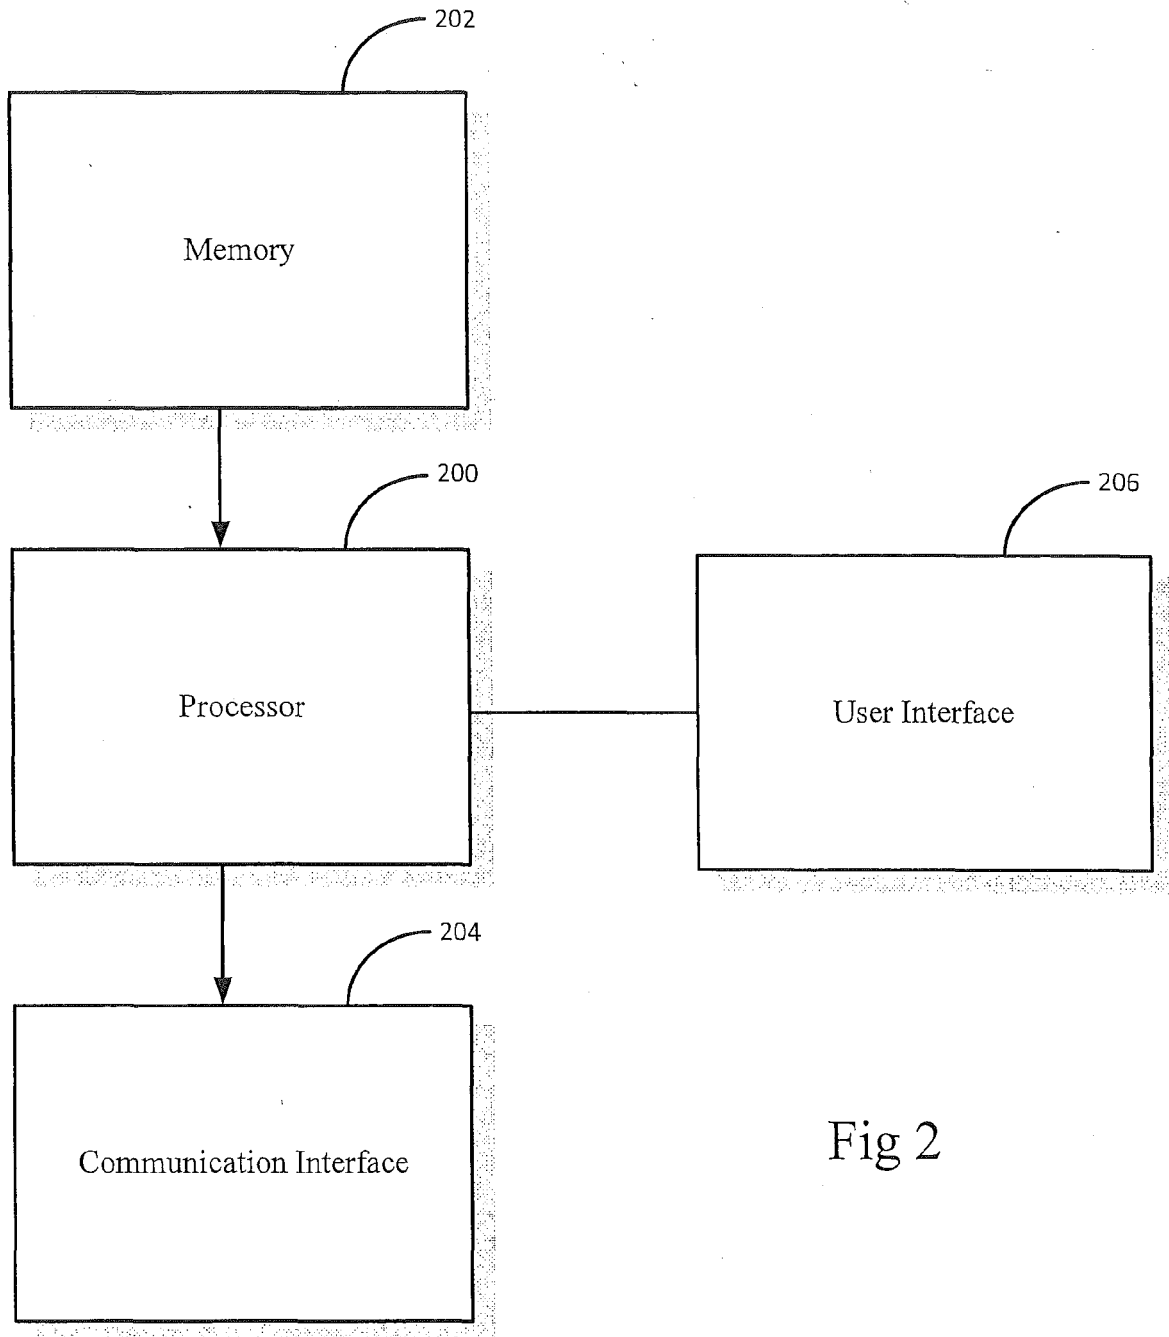 202
Memory
200
206
Processor
User Interface
204
Communication Interface
Fig 2